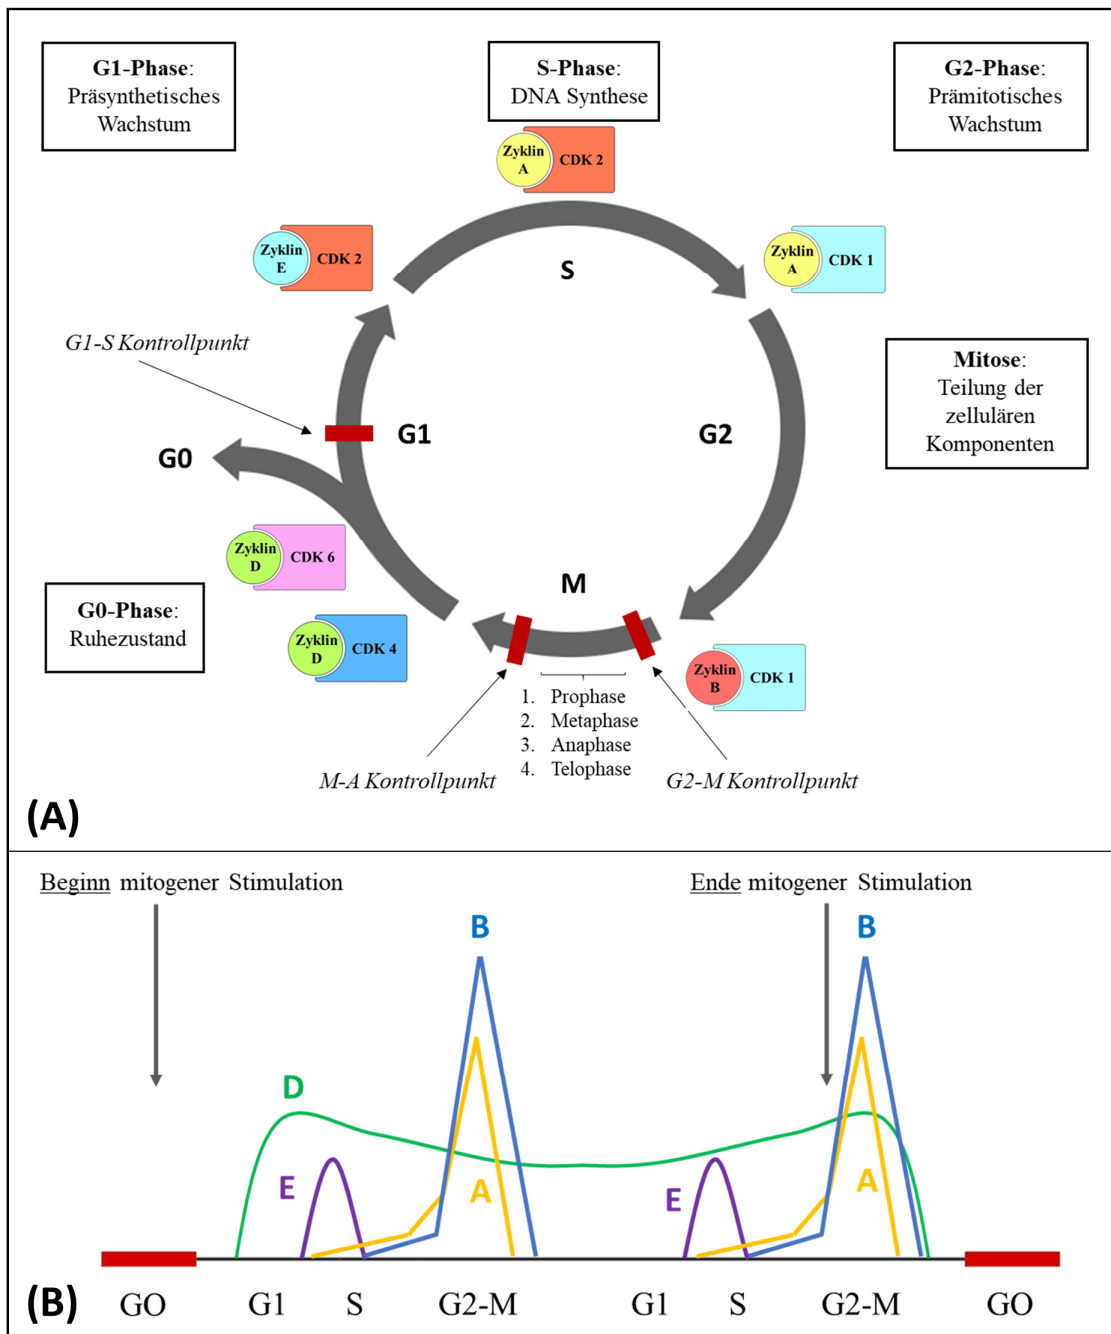 G1-Phase:
Präsynthetisches
Wachstum
S-Phase:
DNA Synthese
G2-Phase:
Prämitotisches
Wachstum
Zyklin
A
CDK 2
Zyklin
E
CDK 2
Zyklin
A
CDK 1
S
G1-S Kontrollpunkt
Mitose:
Teilung der
zellulären
Komponenten
G0
G1
G2
Zyklin
D
CDK 6
M
G0-Phase:
Ruhezustand
Zyklin
D
CDK 4
Zyklin
B
CDK 1
1. Prophase
2. Metaphase
3. Anaphase
4. Telophase
M-A Kontrollpunkt
G2-M Kontrollpunkt
(A)
Beginn mitogener Stimulation
Ende mitogener Stimulation
B
B
D
E
A
E
A
(B)
GO
G1
S
G2-M
G1
S
G2-M
GO